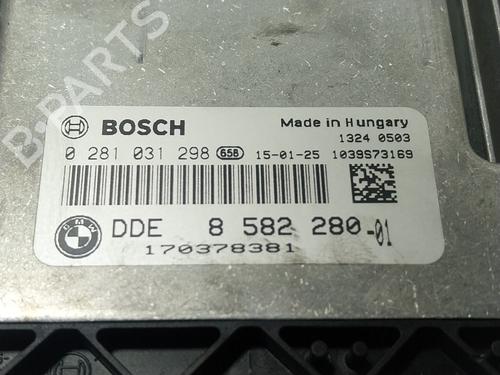 BOSCH
Made in Hungary
1324 0503
0 281 031 298 658 15-01-25 1039S73169
BMW DDE 8 582 280-01
170378381
B-PARTS